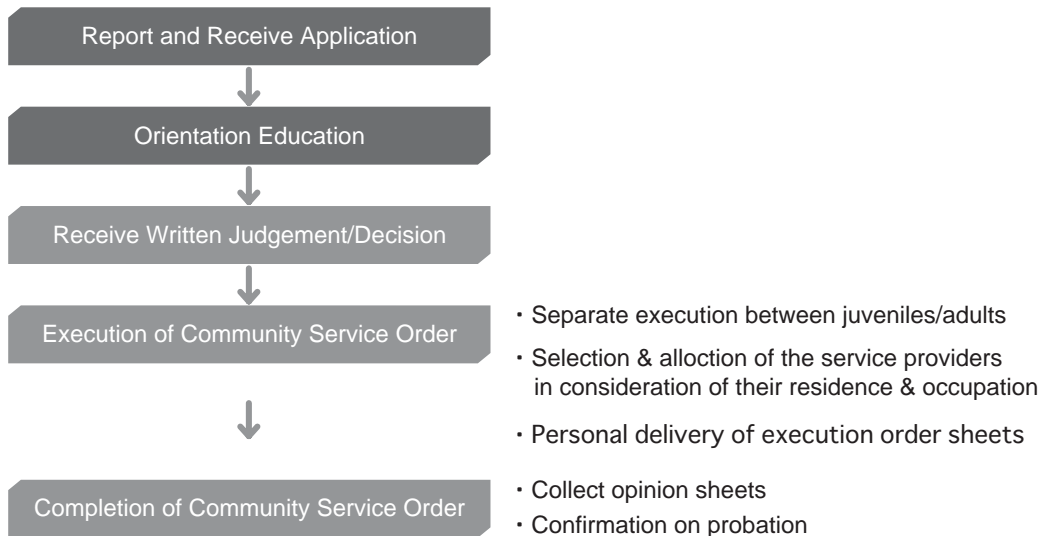 Report and Receive Application
Orientation Education
Receive Written Judgement/Decision
Execution of Community Service Order
・Separate execution between juveniles/adults
・Selection & alloction of the service providers
in consideration of their residence & occupation
・Personal delivery of execution order sheets
Completion of Community Service Order
・Collect opinion sheets
・Confirmation on probation